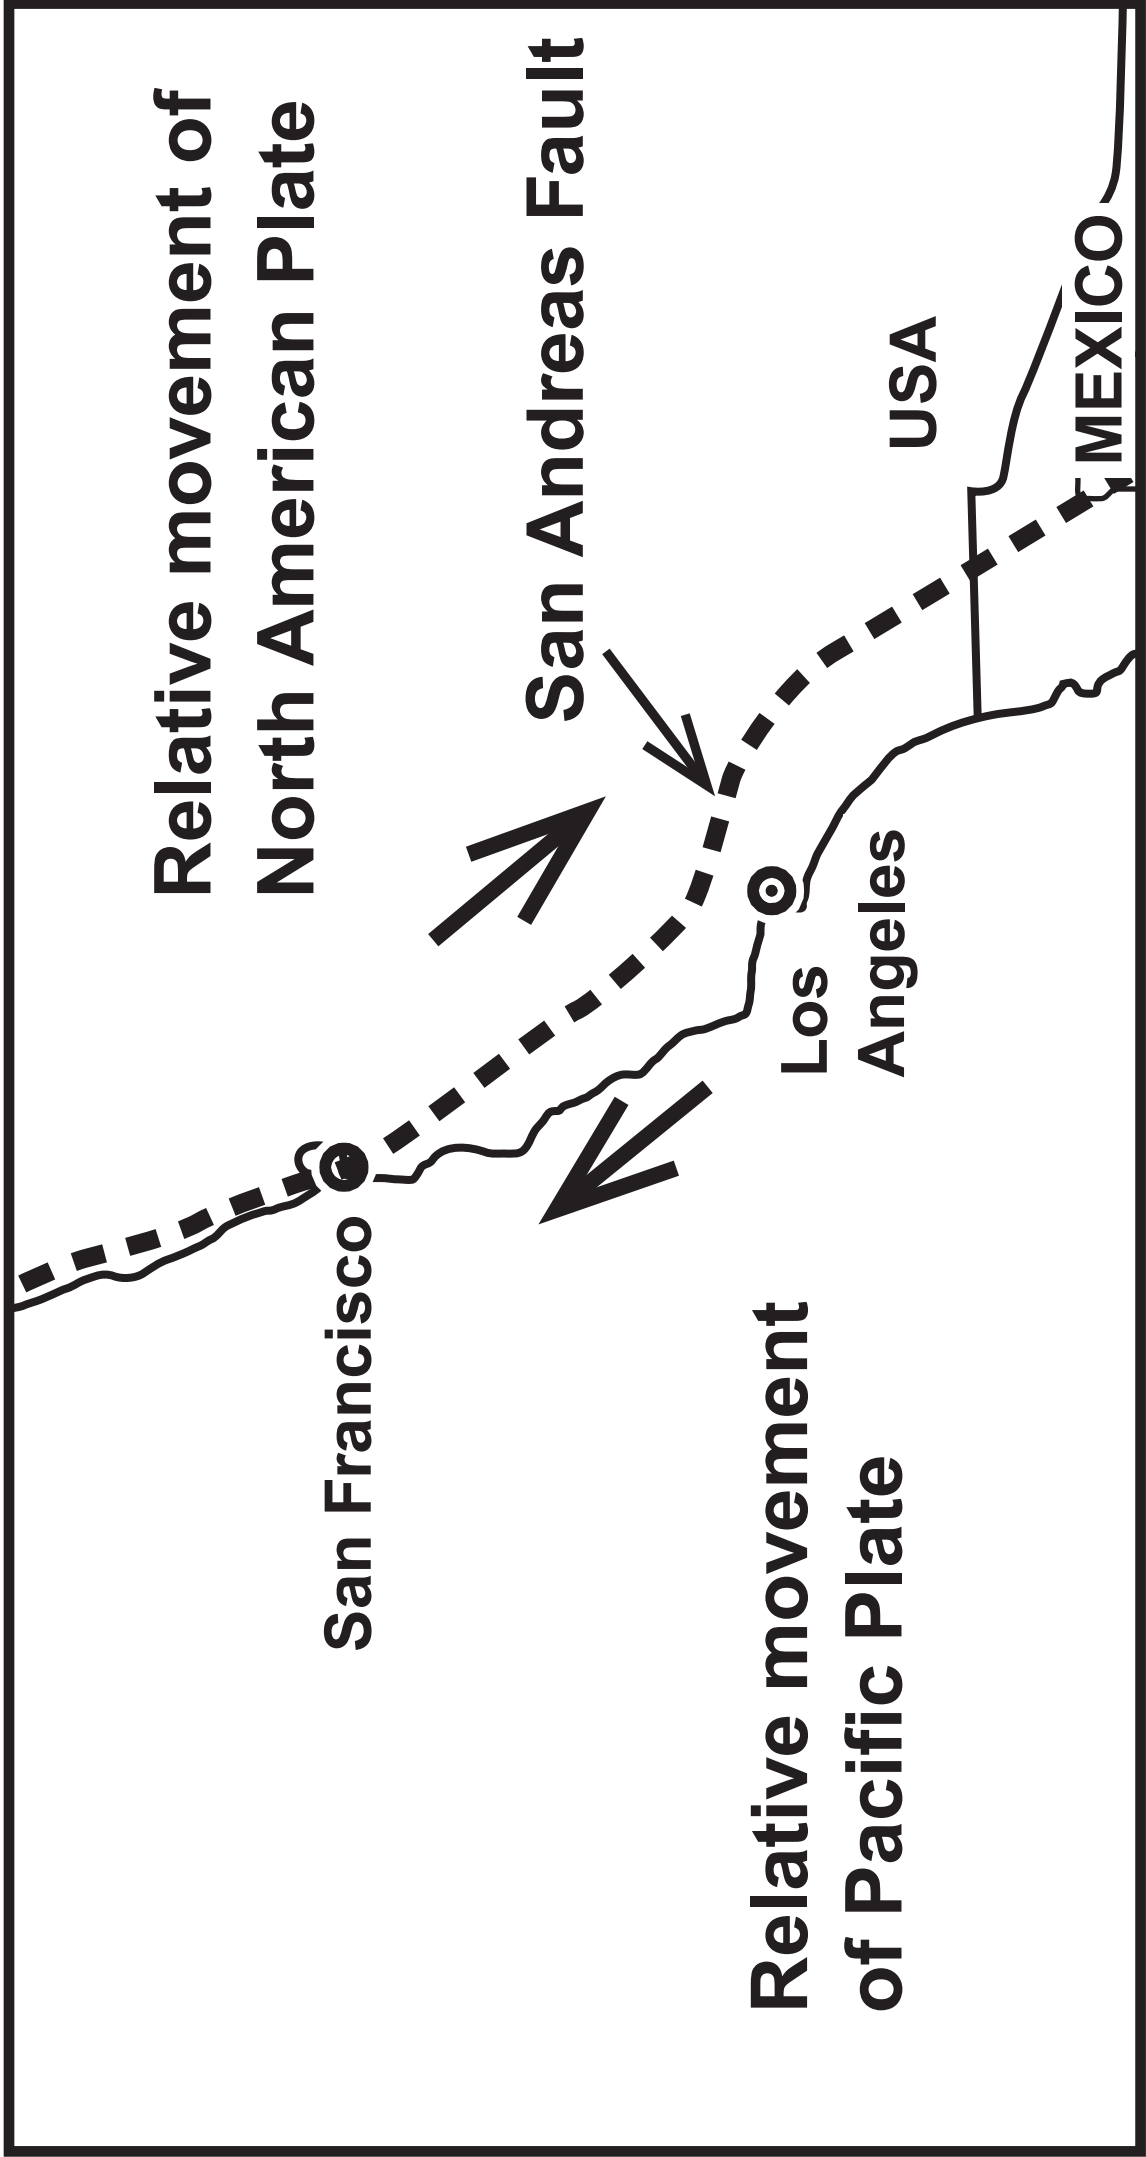 Relative movement of
North American Plate
San Andreas Fault
San Francisco
USA
Los
Angeles
Relative movement
of Pacific Plate
MEXICO